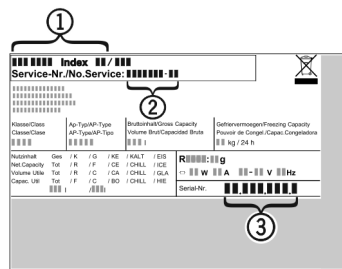 1
Index /
Service-Nr./No.Service: -
2
Klasse/Class Ap-Typ/AP-Type Bruttoinhalt/Gross Capacity Gefriervermoegen/Freezing Capacity
Classe/Clase AP-Type/AP-Tipo Volume Brut/Capacidad Bruta Pouvoir de Congel./Capac.Congeladora
l kg / 24 h
Nutzinhalt Ges / K / G / KE / KALT / EIS
Net.Capacity Tot / R / F / CE / CHILL / ICE
Volume Utile Tot / R / C / CA / CHILL / GLA
Capac. Util Tot / F / C / BO / CHILL / HIE
l / l
R : g
W A - V Hz
Serial-Nr. . . .
3